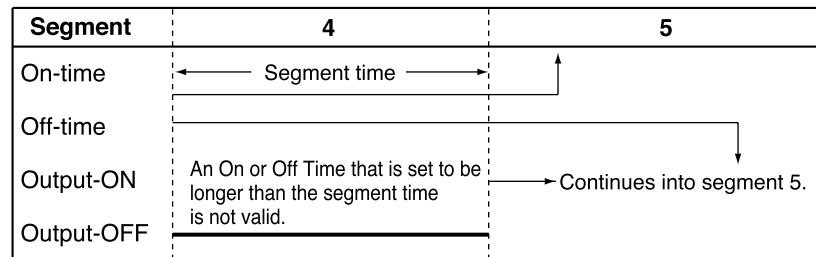 Segment 4 5
On-time Segment time
Off-time
Output-ON An On or Off Time that is set to be
longer than the segment time
is not valid.
Continues into segment 5.
Output-OFF